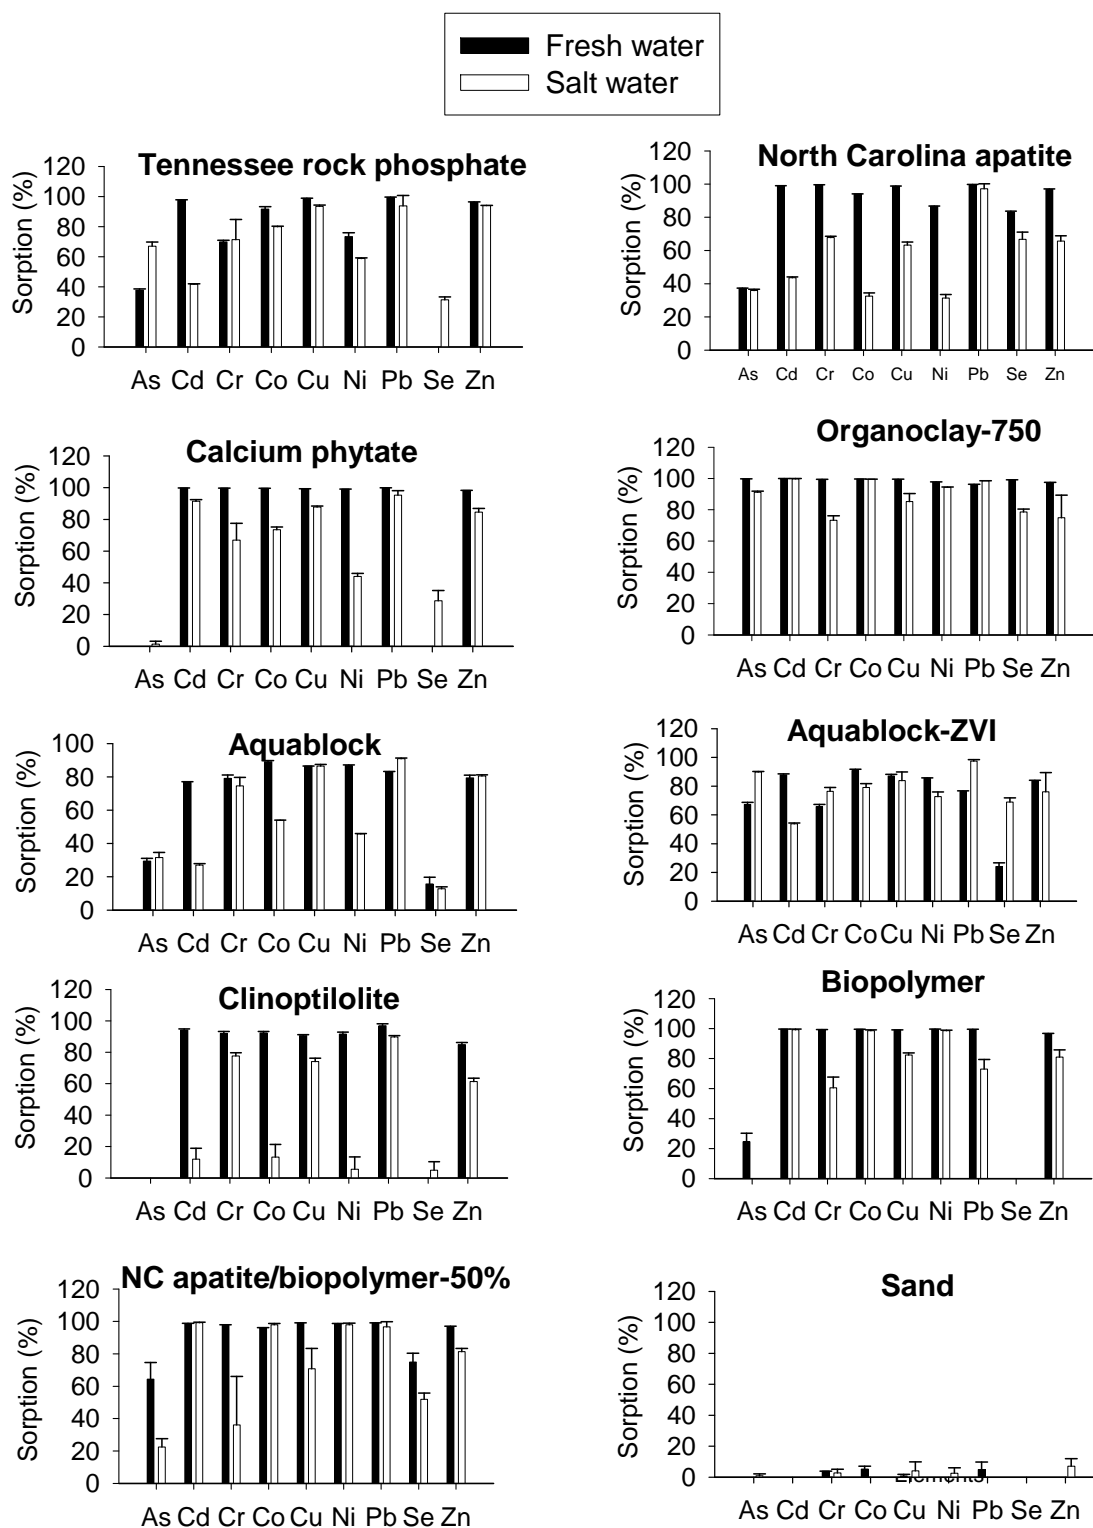 Fresh water
Salt water
Tennessee rock phosphate
Sorption (%)
120
100
80
60
40
20
0
As Cd Cr Co Cu Ni Pb Se Zn
North Carolina apatite
Sorption (%)
120
100
80
60
40
20
0
As Cd Cr Co Cu Ni Pb Se Zn
Calcium phytate
Sorption (%)
120
100
80
60
40
20
0
As Cd Cr Co Cu Ni Pb Se Zn
Organoclay-750
Sorption (%)
120
100
80
60
40
20
0
As Cd Cr Co Cu Ni Pb Se Zn
Aquablock
Sorption (%)
100
80
60
40
20
0
As Cd Cr Co Cu Ni Pb Se Zn
Aquablock-ZVI
Sorption (%)
120
100
80
60
40
20
0
As Cd Cr Co Cu Ni Pb Se Zn
Clinoptilolite
Sorption (%)
120
100
80
60
40
20
0
As Cd Cr Co Cu Ni Pb Se Zn
Biopolymer
Sorption (%)
120
100
80
60
40
20
0
As Cd Cr Co Cu Ni Pb Se Zn
NC apatite/biopolymer-50%
Sorption (%)
120
100
80
60
40
20
0
As Cd Cr Co Cu Ni Pb Se Zn
Sand
Sorption (%)
120
100
80
60
40
20
0
Elements
As Cd Cr Co Cu Ni Pb Se Zn